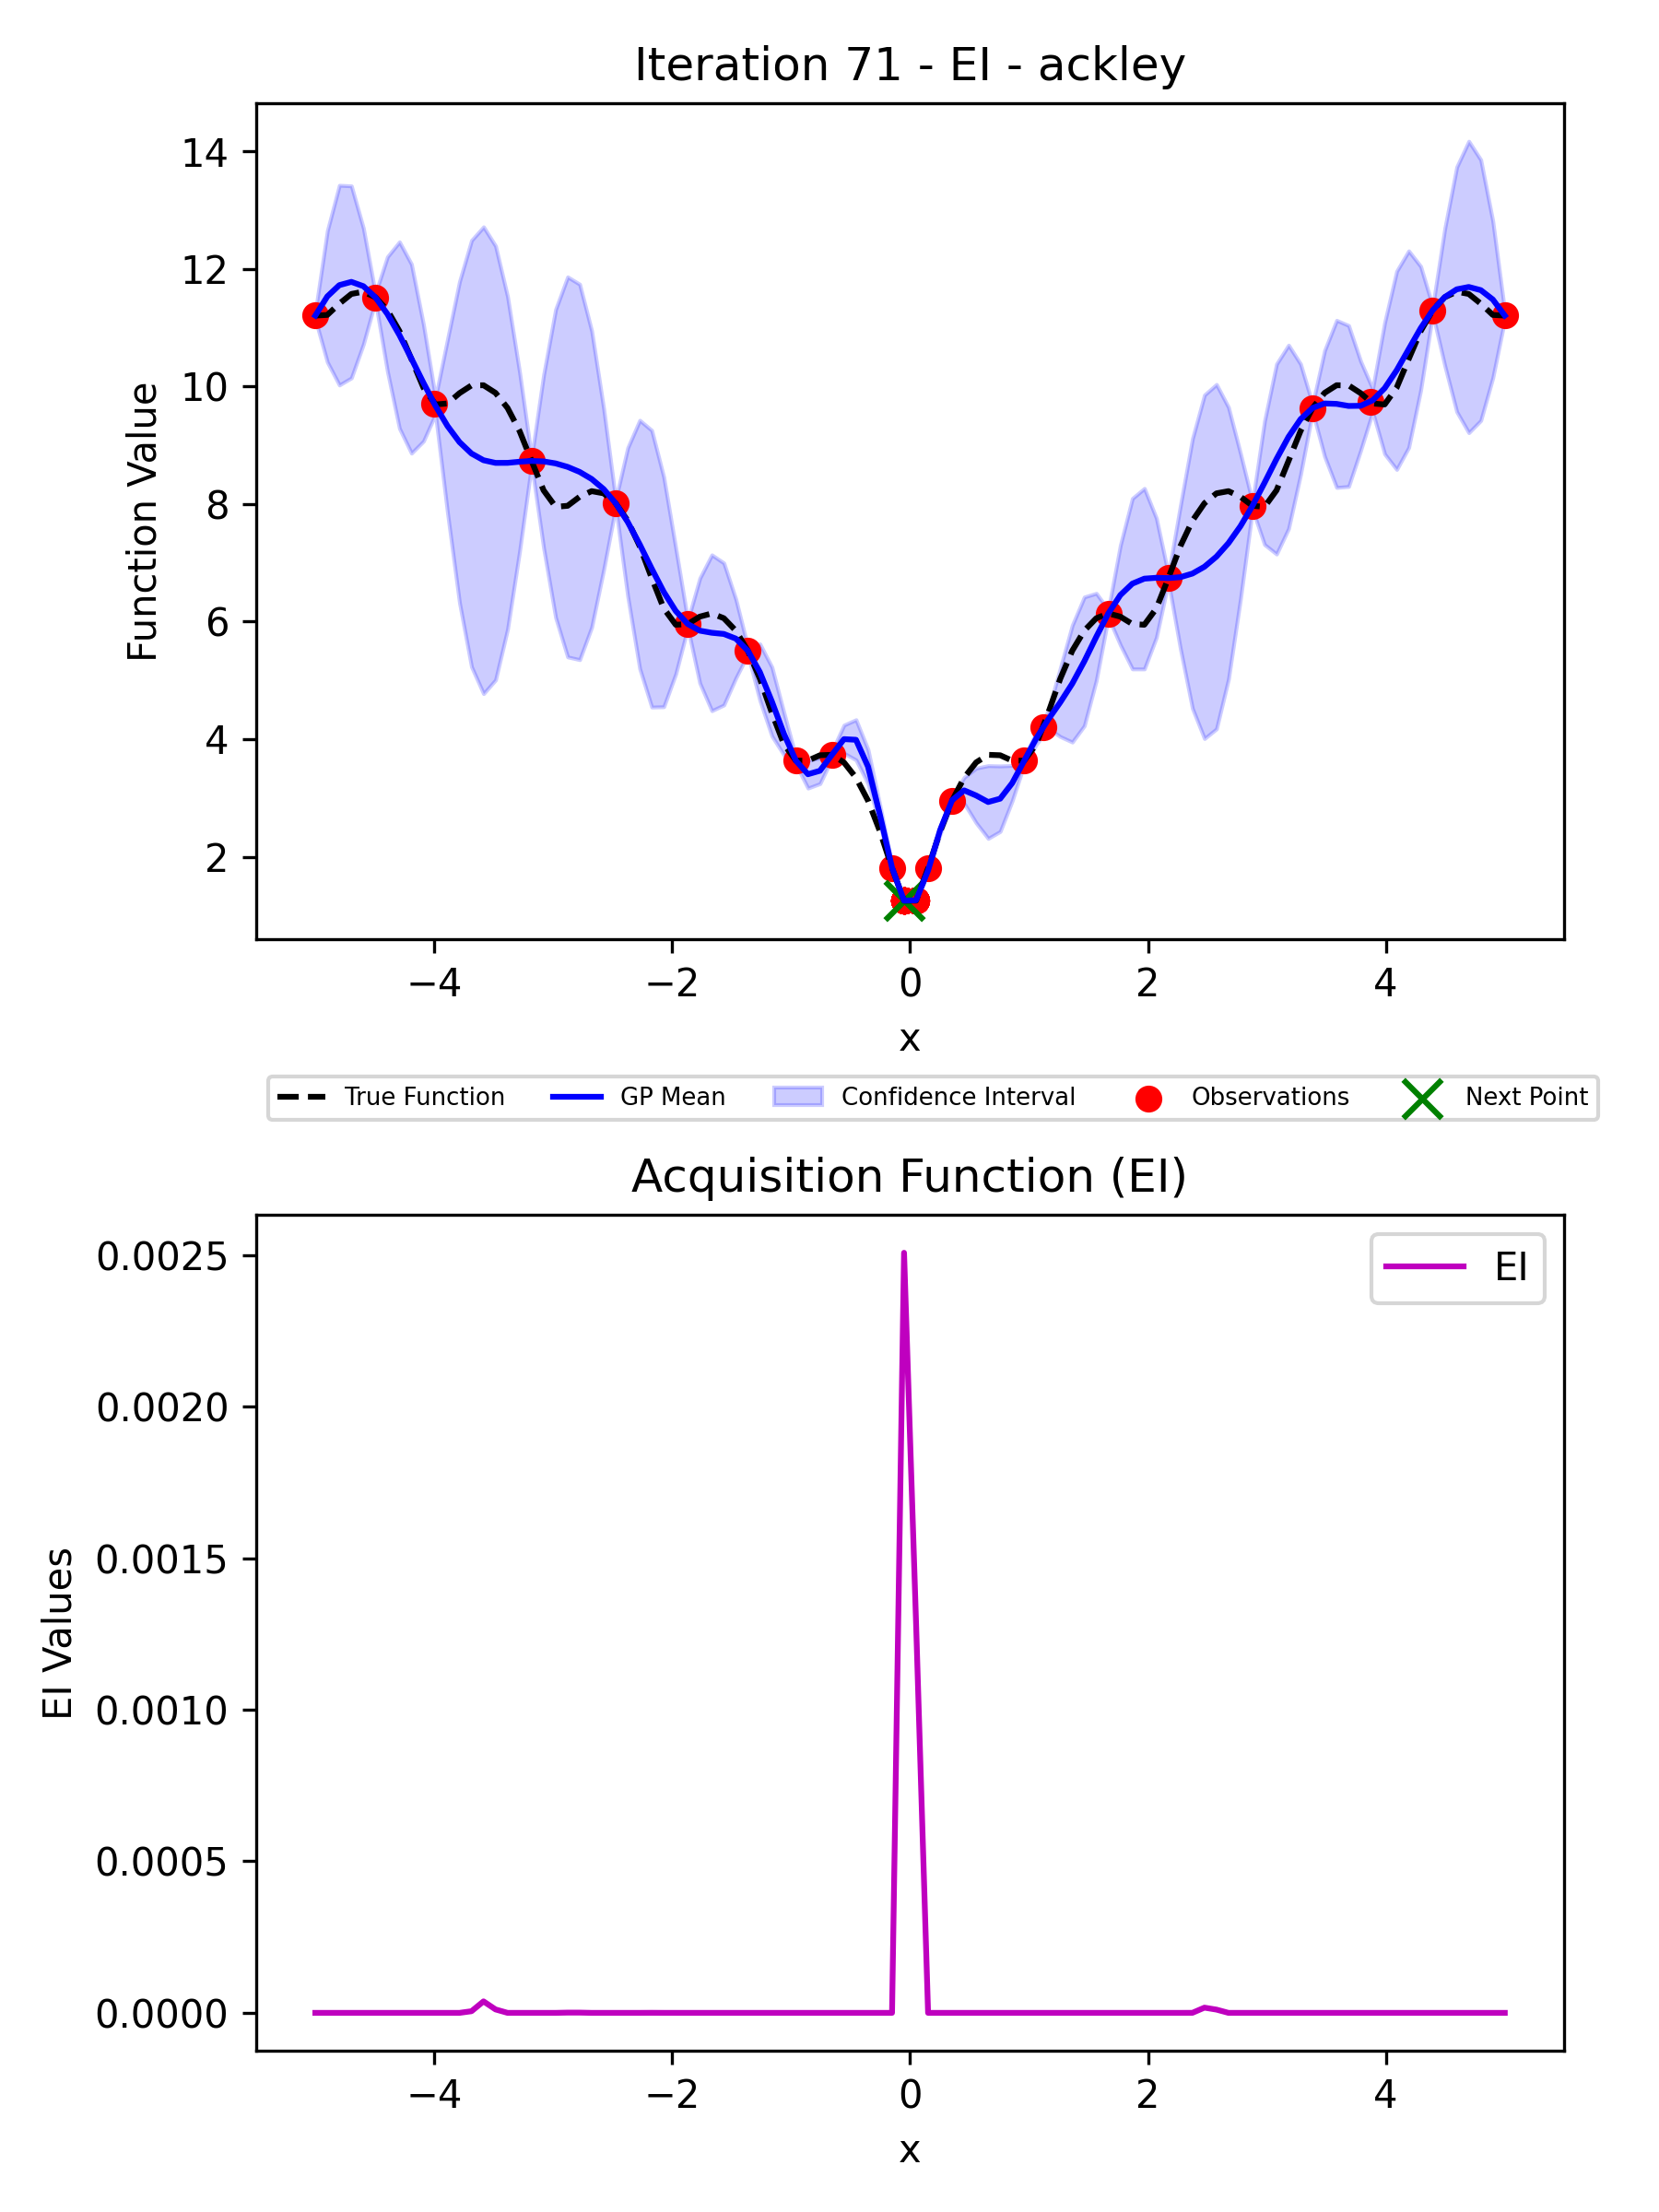 Iteration 71 - EI - ackley
14
12
10
8
6
4
2
Function Value
−4 −2 0 2 4
x
True Function GP Mean Confidence Interval Observations Next Point
Acquisition Function (EI)
EI
0.0025
0.0020
0.0015
0.0010
0.0005
0.0000
EI Values
−4 −2 0 2 4
x